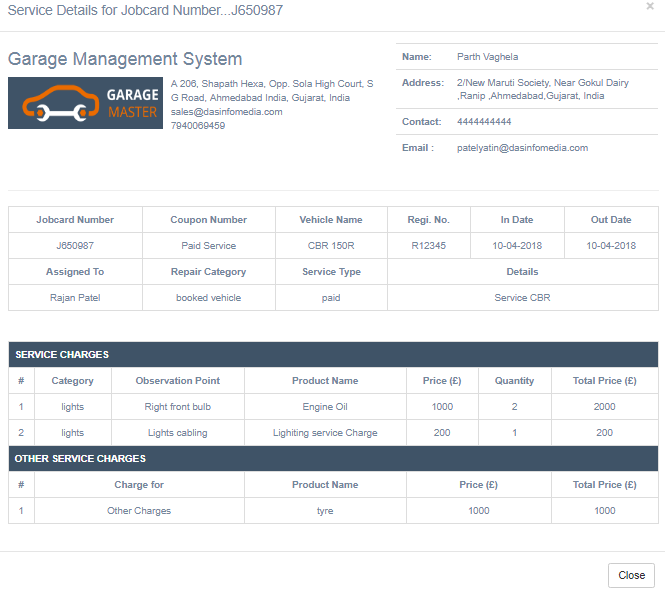 Service Details for Jobcard Number...J650987
×
Garage Management System
GARAGE
MASTER
A 206, Shapath Hexa, Opp. Sola High Court, S
G Road, Ahmedabad India, Gujarat, India
sales@dasinfomedia.com
7940069459
Name: Parth Vaghela
Address: 2/New Maruti Society, Near Gokul Dairy
,Ranip ,Ahmedabad,Gujarat, India
Contact: 4444444444
Email : patelyatin@dasinfomedia.com
Jobcard Number Coupon Number Vehicle Name Regi. No. In Date Out Date
J650987 Paid Service CBR 150R R12345 10-04-2018 10-04-2018
Assigned To Repair Category Service Type Details
Rajan Patel booked vehicle paid Service CBR
SERVICE CHARGES
# Category Observation Point Product Name Price (£) Quantity Total Price (£)
1 lights Right front bulb Engine Oil 1000 2 2000
2 lights Lights cabling Lighiting service Charge 200 1 200
OTHER SERVICE CHARGES
# Charge for Product Name Price (£) Total Price (£)
1 Other Charges tyre 1000 1000
Close